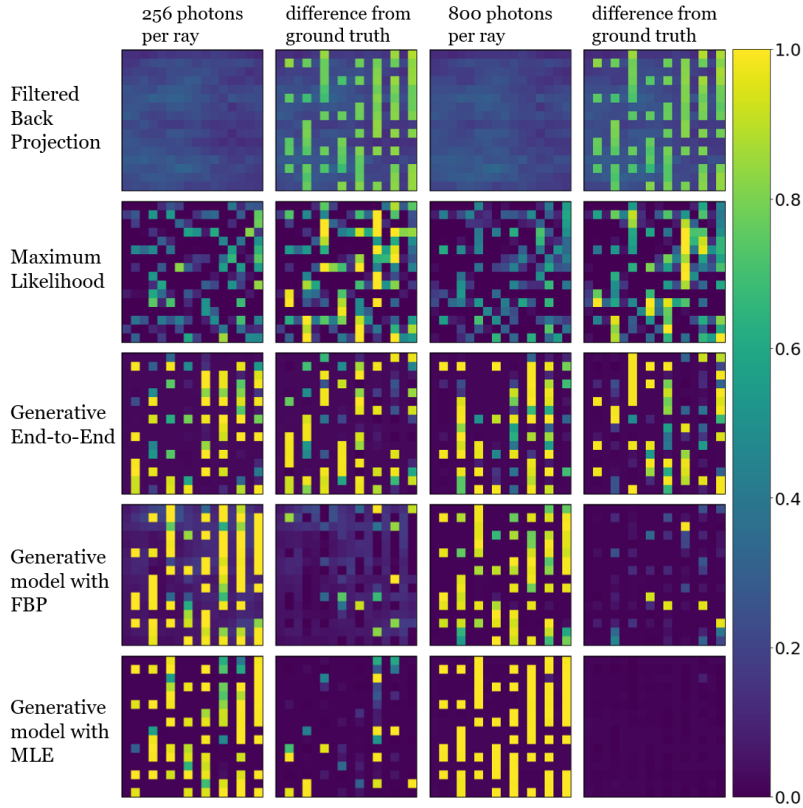 256 photons
per ray
difference from
ground truth
800 photons
per ray
difference from
ground truth
Filtered
Back
Projection
Maximum
Likelihood
Generative
End-to-End
Generative
model with
FBP
Generative
model with
MLE
1.0
0.8
0.6
0.4
0.2
0.0